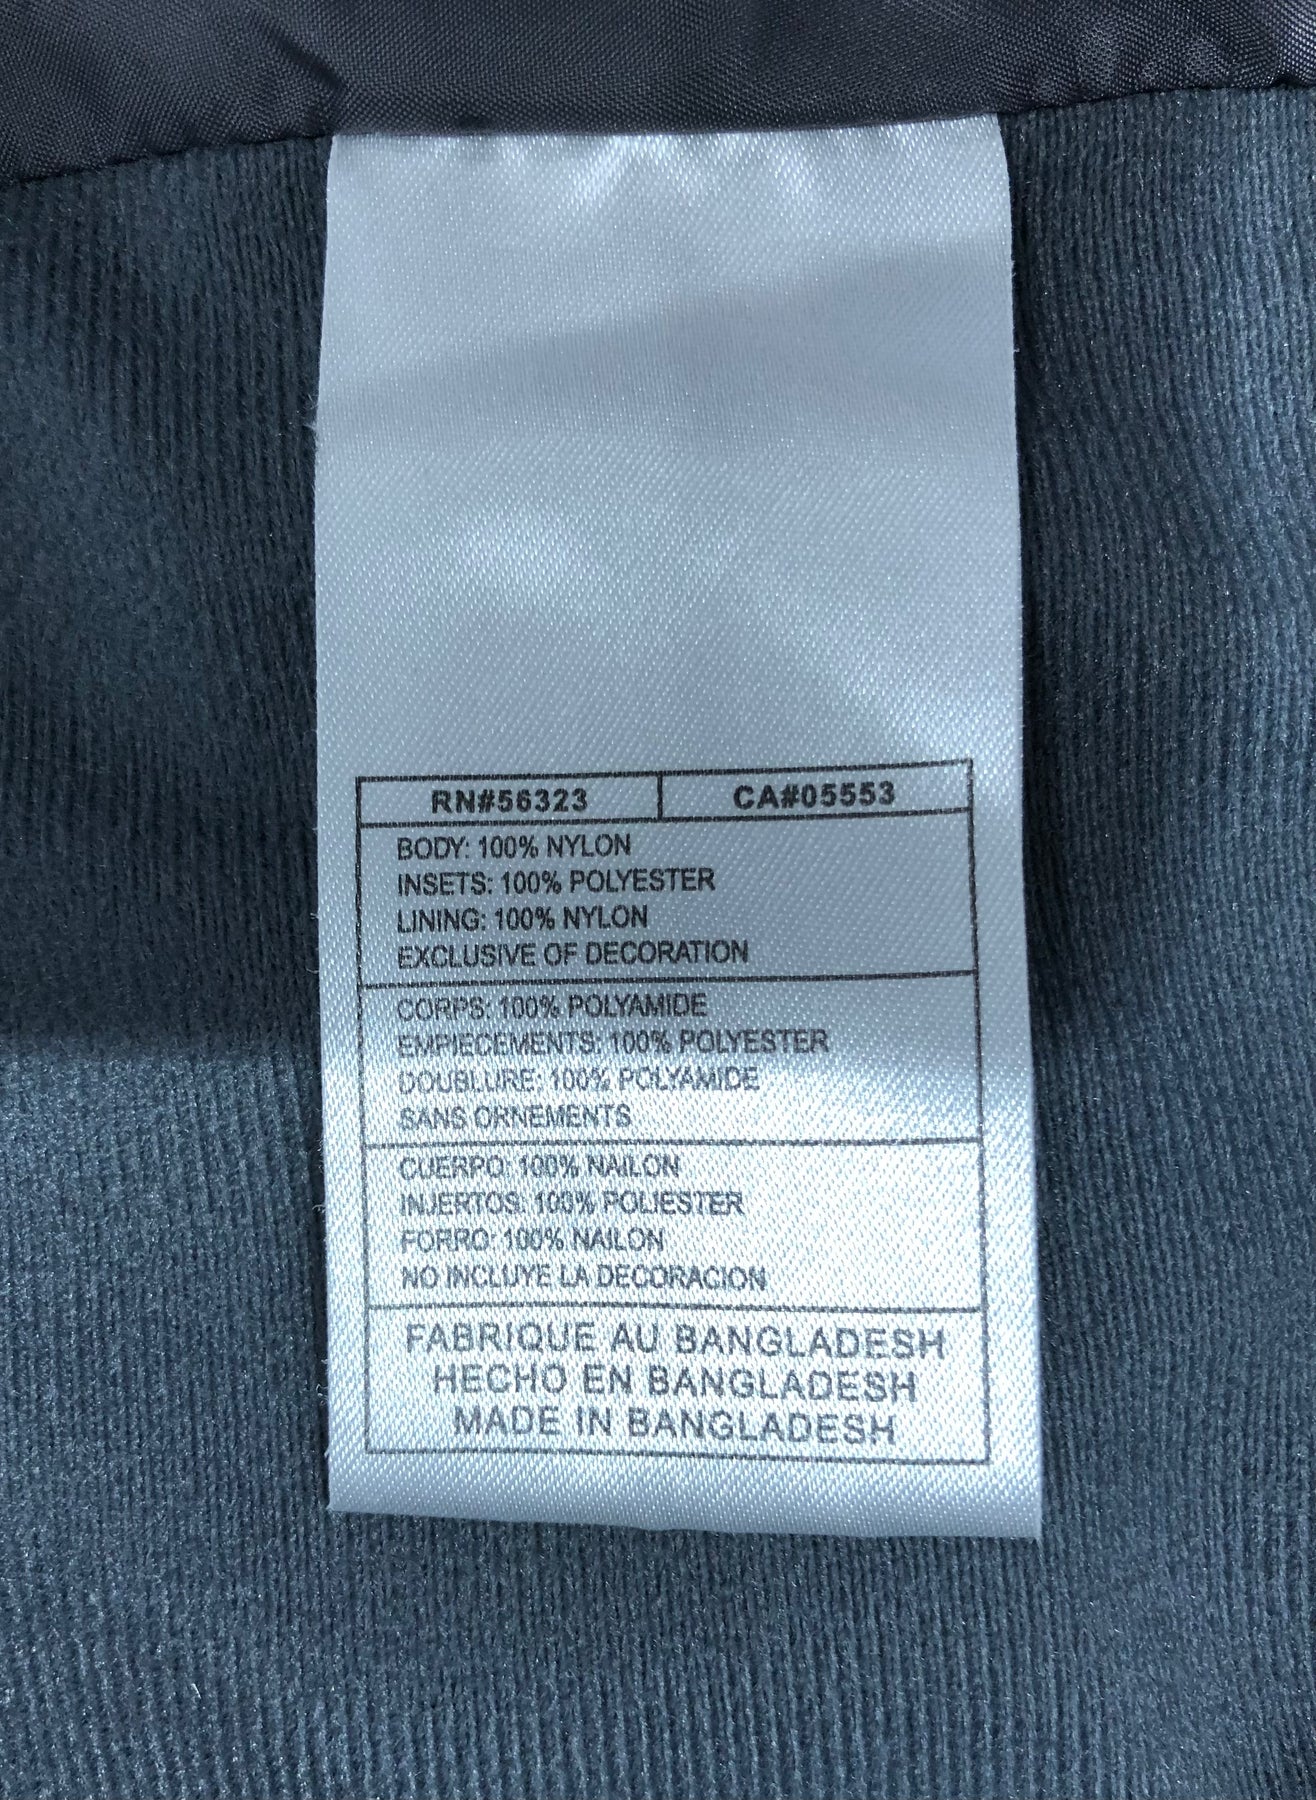 RN#56323 CA#05553
BODY: 100% NYLON
INSETS: 100% POLYESTER
LINING: 100% NYLON
EXCLUSIVE OF DECORATION
CORPS: 100% POLYAMIDE
EMPIECEMENTS: 100% POLYESTER
DOUBLURE: 100% POLYAMIDE
SANS ORNEMENTS
CUERPO: 100% NAILON
INJERTOS: 100% POLIESTER
FORRO: 100% NAILON
NO INCLUYE LA DECORACION
FABRIQUE AU BANGLADESH
HECHO EN BANGLADESH
MADE IN BANGLADESH